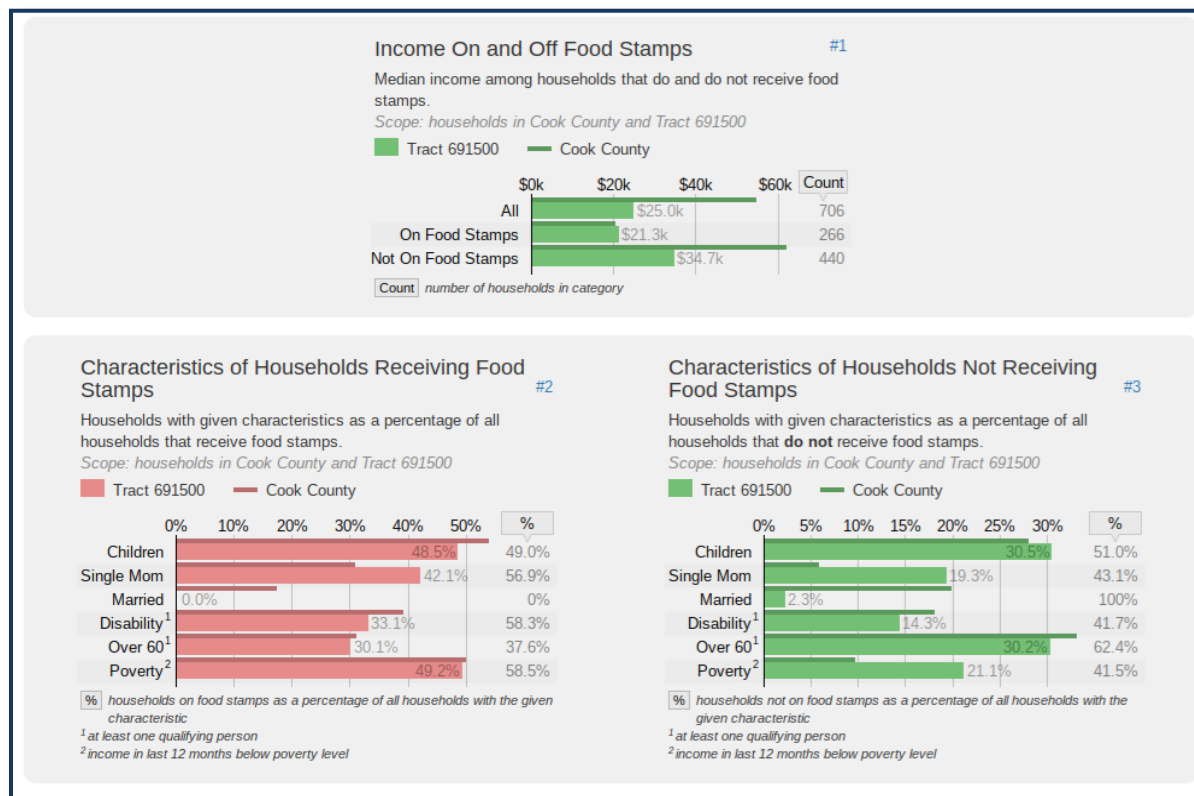 Income On and Off Food Stamps #1
Median income among households that do and do not receive food
stamps.
Scope: households in Cook County and Tract 691500
Tract 691500 Cook County
$0k $20k $40k $60k Count
All $25.0k 706
On Food Stamps $21.3k 266
Not On Food Stamps $34.7k 440
Count number of households in category
Characteristics of Households Receiving Food
Stamps #2
Households with given characteristics as a percentage of all
households that receive food stamps.
Scope: households in Cook County and Tract 691500
Tract 691500 Cook County
0% 10% 20% 30% 40% 50% %
Children 48.5% 49.0%
Single Mom 42.1% 56.9%
Married 0.0% 0%
Disability1 33.1% 58.3%
Over 601 30.1% 37.6%
Poverty2 49.2% 58.5%
% households on food stamps as a percentage of all households with the given
characteristic
1 at least one qualifying person
2 income in last 12 months below poverty level
Characteristics of Households Not Receiving
Food Stamps #3
Households with given characteristics as a percentage of all
households that do not receive food stamps.
Scope: households in Cook County and Tract 691500
Tract 691500 Cook County
0% 5% 10% 15% 20% 25% 30% %
Children 30.5% 51.0%
Single Mom 19.3% 43.1%
Married 2.3% 100%
Disability1 14.3% 41.7%
Over 601 30.2% 62.4%
Poverty2 21.1% 41.5%
% households not on food stamps as a percentage of all households with the
given characteristic
1 at least one qualifying person
2 income in last 12 months below poverty level